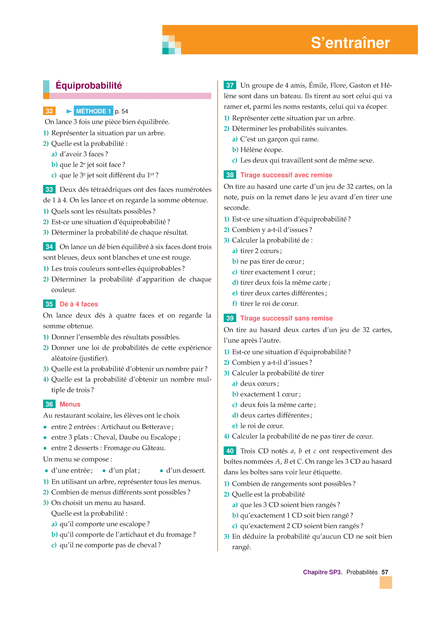 S'entraîner
Équiprobabilité
32 ► MÉTHODE 1 p. 54
On lance 3 fois une pièce bien équilibrée.
1) Représenter la situation par un arbre.
2) Quelle est la probabilité :
a) d'avoir 3 faces ?
b) que le 2e jet soit face ?
c) que le 3e jet soit différent du 1er ?
33 Deux dés tétraédriques ont des faces numérotées
de 1 à 4. On les lance et on regarde la somme obtenue.
1) Quels sont les résultats possibles ?
2) Est-ce une situation d'équiprobabilité ?
3) Déterminer la probabilité de chaque résultat.
34 On lance un dé bien équilibré à six faces dont trois
sont bleues, deux sont blanches et une est rouge.
1) Les trois couleurs sont-elles équiprobables ?
2) Déterminer la probabilité d'apparition de chaque
couleur.
35 Dé à 4 faces
On lance deux dés à quatre faces et on regarde la
somme obtenue.
1) Donner l'ensemble des résultats possibles.
2) Donner une loi de probabilités de cette expérience
aléatoire (justifier).
3) Quelle est la probabilité d'obtenir un nombre pair ?
4) Quelle est la probabilité d'obtenir un nombre mul-
tiple de trois ?
36 Menus
Au restaurant scolaire, les élèves ont le choix
• entre 2 entrées : Artichaut ou Betterave ;
• entre 3 plats : Cheval, Daube ou Escalope ;
• entre 2 desserts : Fromage ou Gâteau.
Un menu se compose :
• d'une entrée ; • d'un plat ; • d'un dessert.
1) En utilisant un arbre, représenter tous les menus.
2) Combien de menus différents sont possibles ?
3) On choisit un menu au hasard.
Quelle est la probabilité :
a) qu'il comporte une escalope ?
b) qu'il comporte de l'artichaut et du fromage ?
c) qu'il ne comporte pas de cheval ?
37 Un groupe de 4 amis, Émile, Flore, Gaston et Hé-
lène sont dans un bateau. Ils tirent au sort celui qui va
ramer et, parmi les noms restants, celui qui va écoper.
1) Représenter cette situation par un arbre.
2) Déterminer les probabilités suivantes.
a) C'est un garçon qui rame.
b) Hélène écope.
c) Les deux qui travaillent sont de même sexe.
38 Tirage successif avec remise
On tire au hasard une carte d'un jeu de 32 cartes, on la
note, puis on la remet dans le jeu avant d'en tirer une
seconde.
1) Est-ce une situation d'équiprobabilité ?
2) Combien y a-t-il d'issues ?
3) Calculer la probabilité de :
a) tirer 2 cœurs ;
b) ne pas tirer de cœur ;
c) tirer exactement 1 cœur ;
d) tirer deux fois la même carte ;
e) tirer deux cartes différentes ;
f) tirer le roi de cœur.
39 Tirage successif sans remise
On tire au hasard deux cartes d'un jeu de 32 cartes,
l'une après l'autre.
1) Est-ce une situation d'équiprobabilité ?
2) Combien y a-t-il d'issues ?
3) Calculer la probabilité de tirer
a) deux cœurs ;
b) exactement 1 cœur ;
c) deux fois la même carte ;
d) deux cartes différentes ;
e) le roi de cœur.
4) Calculer la probabilité de ne pas tirer de cœur.
40 Trois CD notés a, b et c ont respectivement des
boîtes nommées A, B et C. On range les 3 CD au hasard
dans les boîtes sans voir leur étiquette.
1) Combien de rangements sont possibles ?
2) Quelle est la probabilité
a) que les 3 CD soient bien rangés ?
b) qu'exactement 1 CD soit bien rangé ?
c) qu'exactement 2 CD soient bien rangés ?
3) En déduire la probabilité qu'aucun CD ne soit bien
rangé.
Chapitre SP3. Probabilités 57